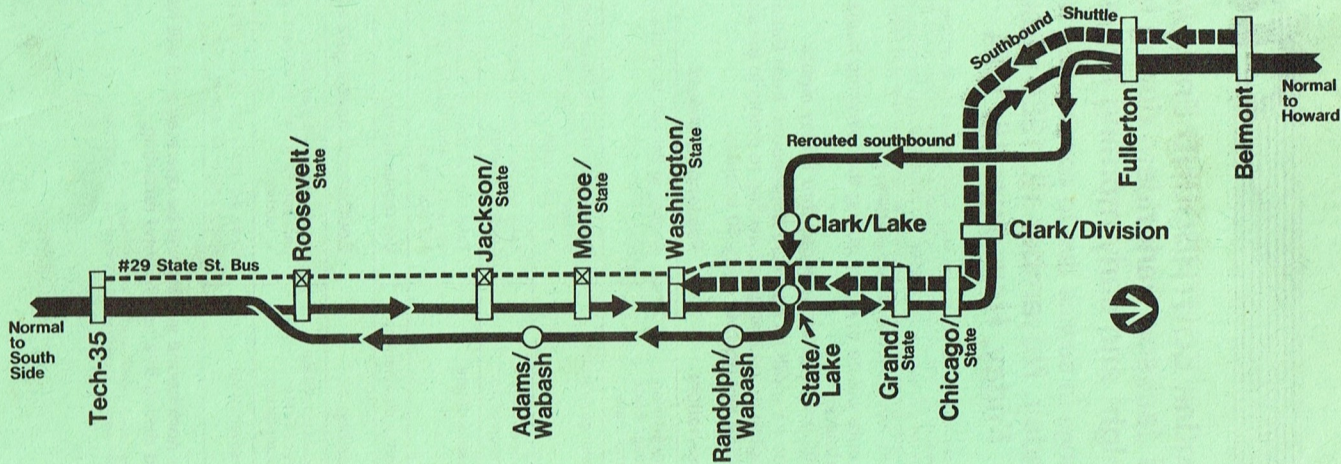 Southbound Shuttle
Normal
to
Howard
Fullerton
Belmont
Rerouted southbound
Roosevelt/
State
Jackson/
State
Monroe/
State
Washington/
State
Clark/Lake
Clark/Division
#29 State St. Bus
Normal
to
South
Side
Tech-35
Adams/
Wabash
Randolph/
Wabash
State/
Lake
Grand/
State
Chicago/
State